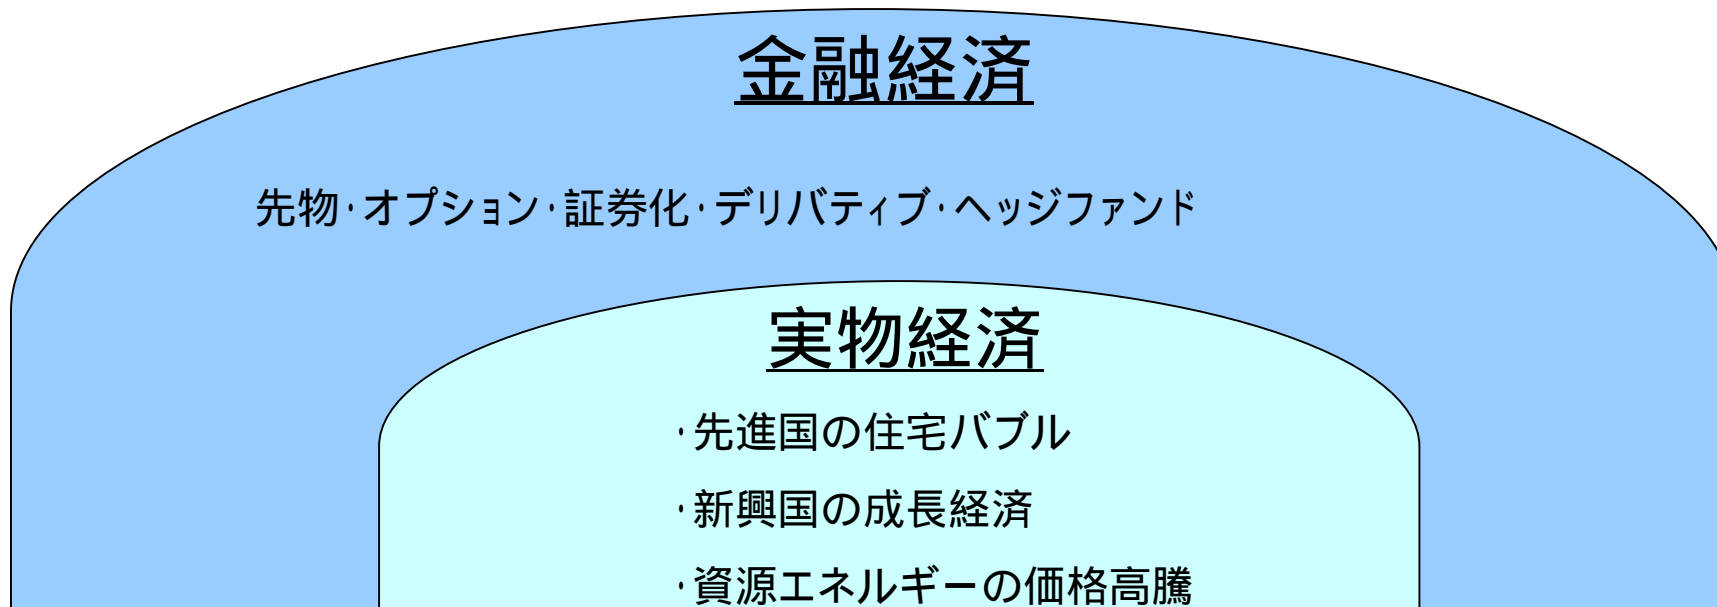 金融経済
先物・オプション・証券化・デリバティブ・ヘッジファンド
実物経済
・先進国の住宅バブル
・新興国の成長経済
・資源エネルギーの価格高騰